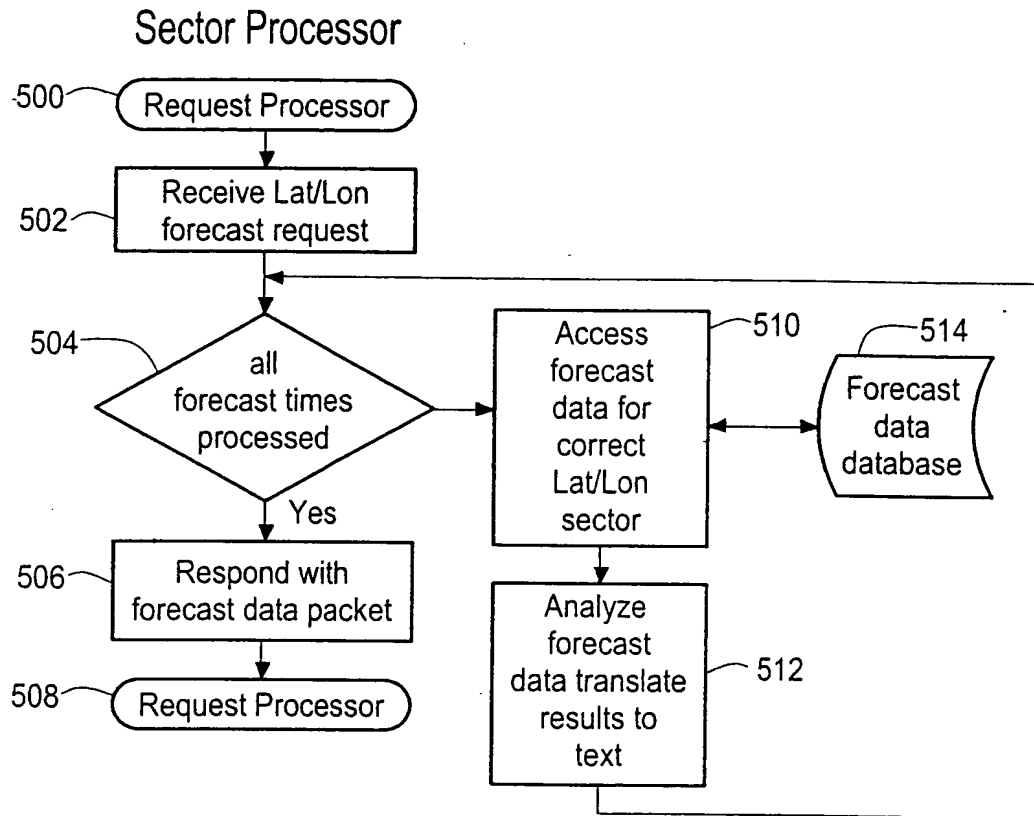 Sector Processor
500
Request Processor
502
Receive Lat/Lon
forecast request
504
all
forecast times
processed
Yes
506
Respond with
forecast data packet
508
Request Processor
510
Access
forecast
data for
correct
Lat/Lon
sector
514
Forecast
data
database
512
Analyze
forecast
data translate
results to
text